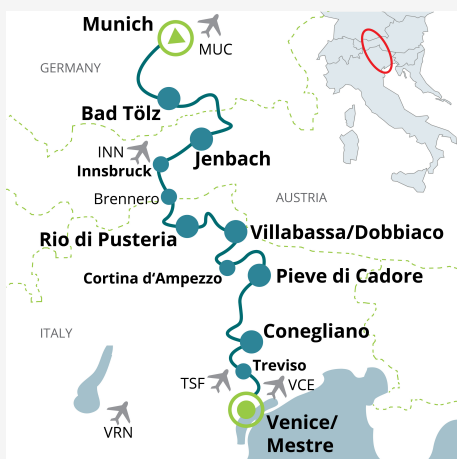 Munich
MUC
GERMANY
Bad Tölz
Jenbach
INN
Innsbruck
Brennero
AUSTRIA
Rio di Pusteria
Villabassa/Dobbiaco
Cortina d‘Ampezzo
Pieve di Cadore
ITALY
Conegliano
Treviso
TSF
VCE
VRN
Venice/
Mestre